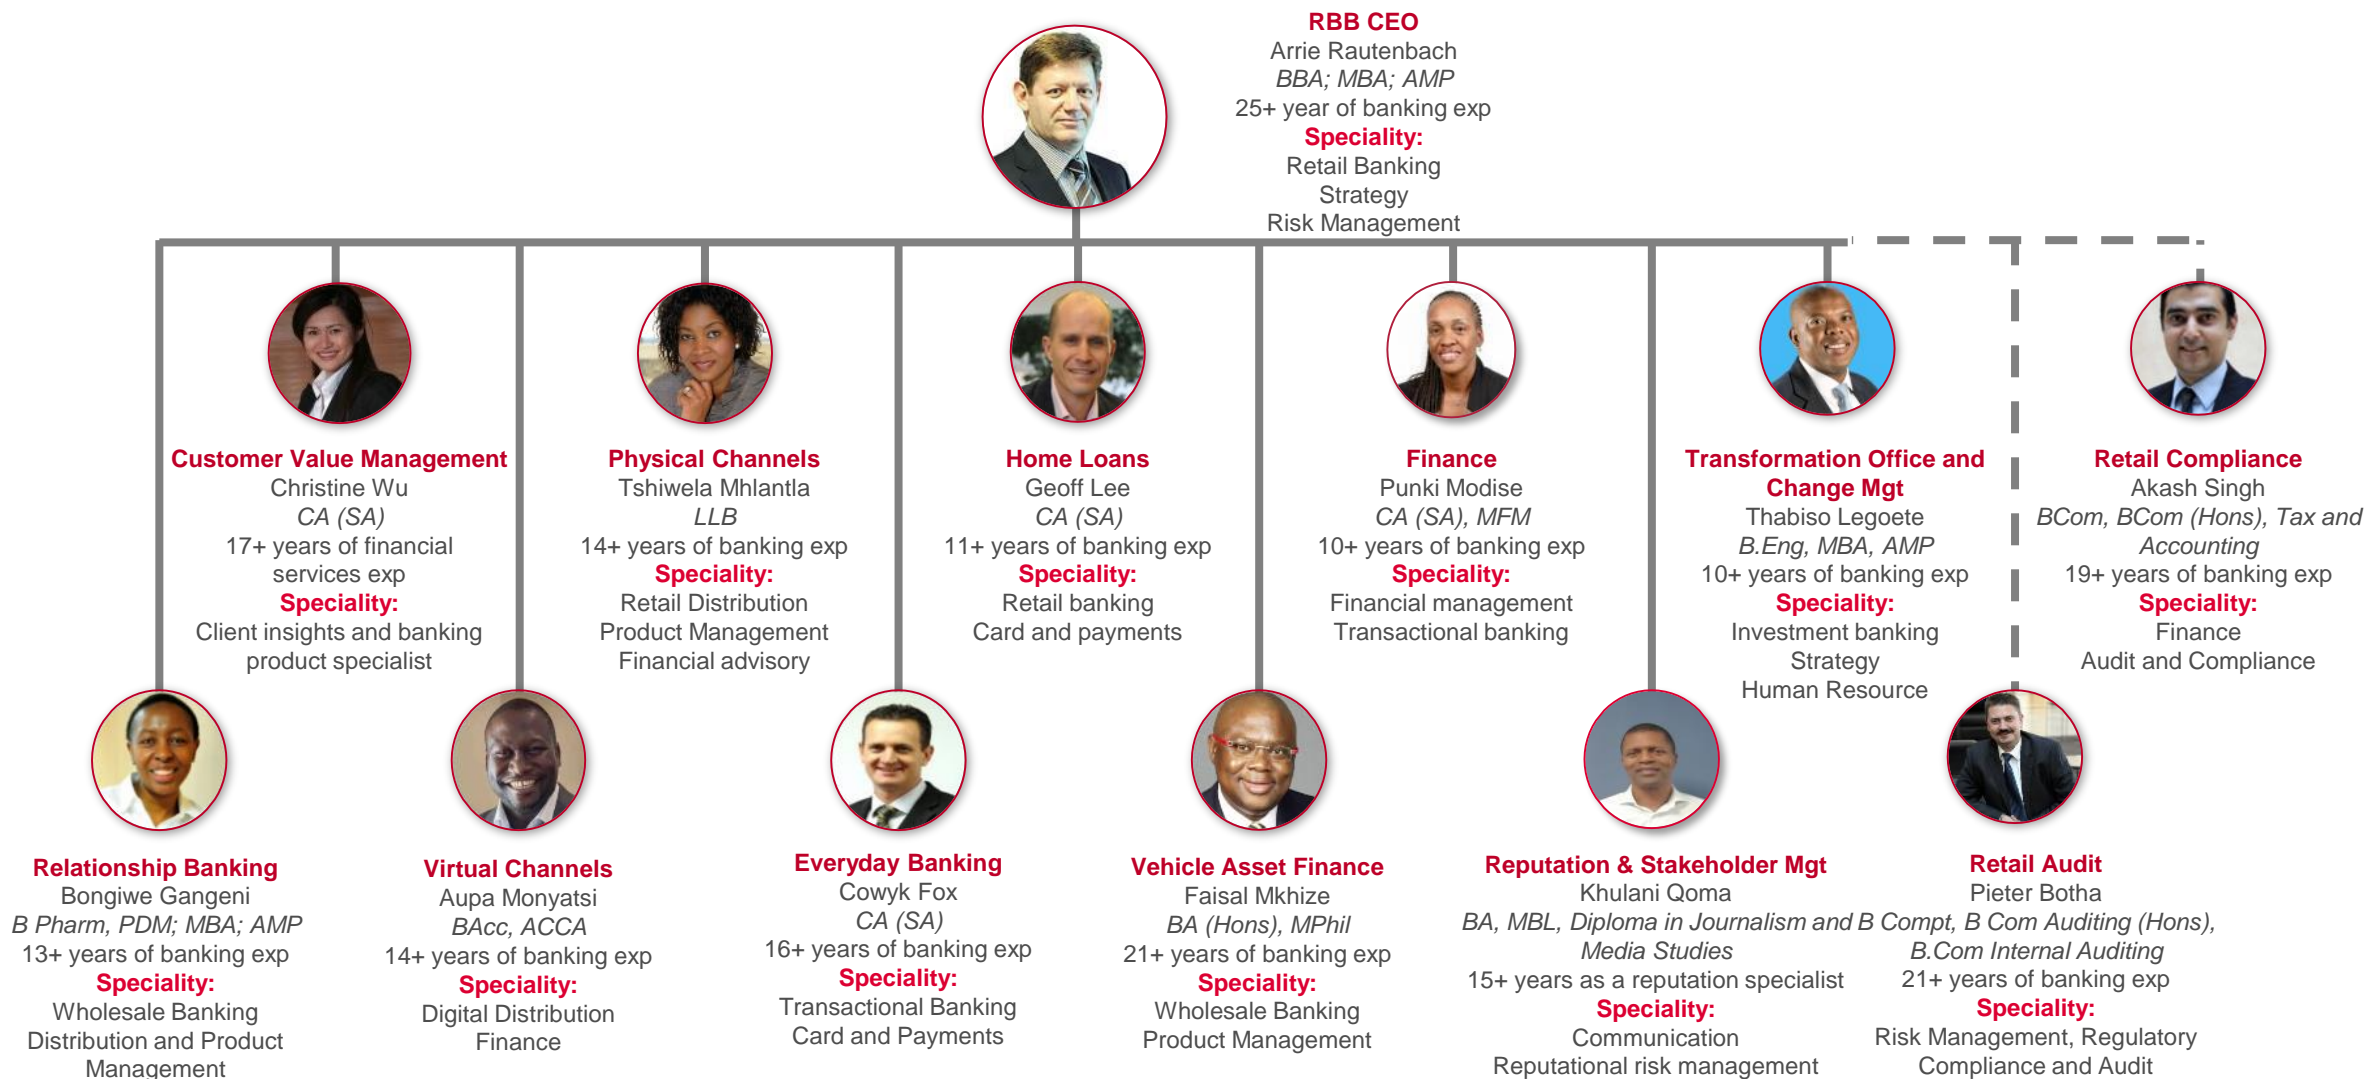 RBB CEO
Arrie Rautenbach
BBA; MBA; AMP
25+ year of banking exp
Speciality:
Retail Banking
Strategy
Risk Management
Customer Value Management
Christine Wu
CA (SA)
17+ years of financial
services exp
Speciality:
Client insights and banking
product specialist
Physical Channels
Tshiwela Mhlantla
LLB
14+ years of banking exp
Speciality:
Retail Distribution
Product Management
Financial advisory
Home Loans
Geoff Lee
CA (SA)
11+ years of banking exp
Speciality:
Retail banking
Card and payments
Finance
Punki Modise
CA (SA), MFM
10+ years of banking exp
Speciality:
Financial management
Transactional banking
Transformation Office and
Change Mgt
Thabiso Legoete
B.Eng, MBA, AMP
10+ years of banking exp
Speciality:
Investment banking
Strategy
Human Resource
Retail Compliance
Akash Singh
BCom, BCom (Hons), Tax and
Accounting
19+ years of banking exp
Speciality:
Finance
Audit and Compliance
Relationship Banking
Bongiwe Gangeni
B Pharm, PDM; MBA; AMP
13+ years of banking exp
Speciality:
Wholesale Banking
Distribution and Product
Management
Virtual Channels
Aupa Monyatsi
BAcc, ACCA
14+ years of banking exp
Speciality:
Digital Distribution
Finance
Everyday Banking
Cowyk Fox
CA (SA)
16+ years of banking exp
Speciality:
Transactional Banking
Card and Payments
Vehicle Asset Finance
Faisal Mkhize
BA (Hons), MPhil
21+ years of banking exp
Speciality:
Wholesale Banking
Product Management
Reputation & Stakeholder Mgt
Khulani Qoma
BA, MBL, Diploma in Journalism and
Media Studies
15+ years as a reputation specialist
Speciality:
Communication
Reputational risk management
Retail Audit
Pieter Botha
B Compt, B Com Auditing (Hons),
B.Com Internal Auditing
21+ years of banking exp
Speciality:
Risk Management, Regulatory
Compliance and Audit